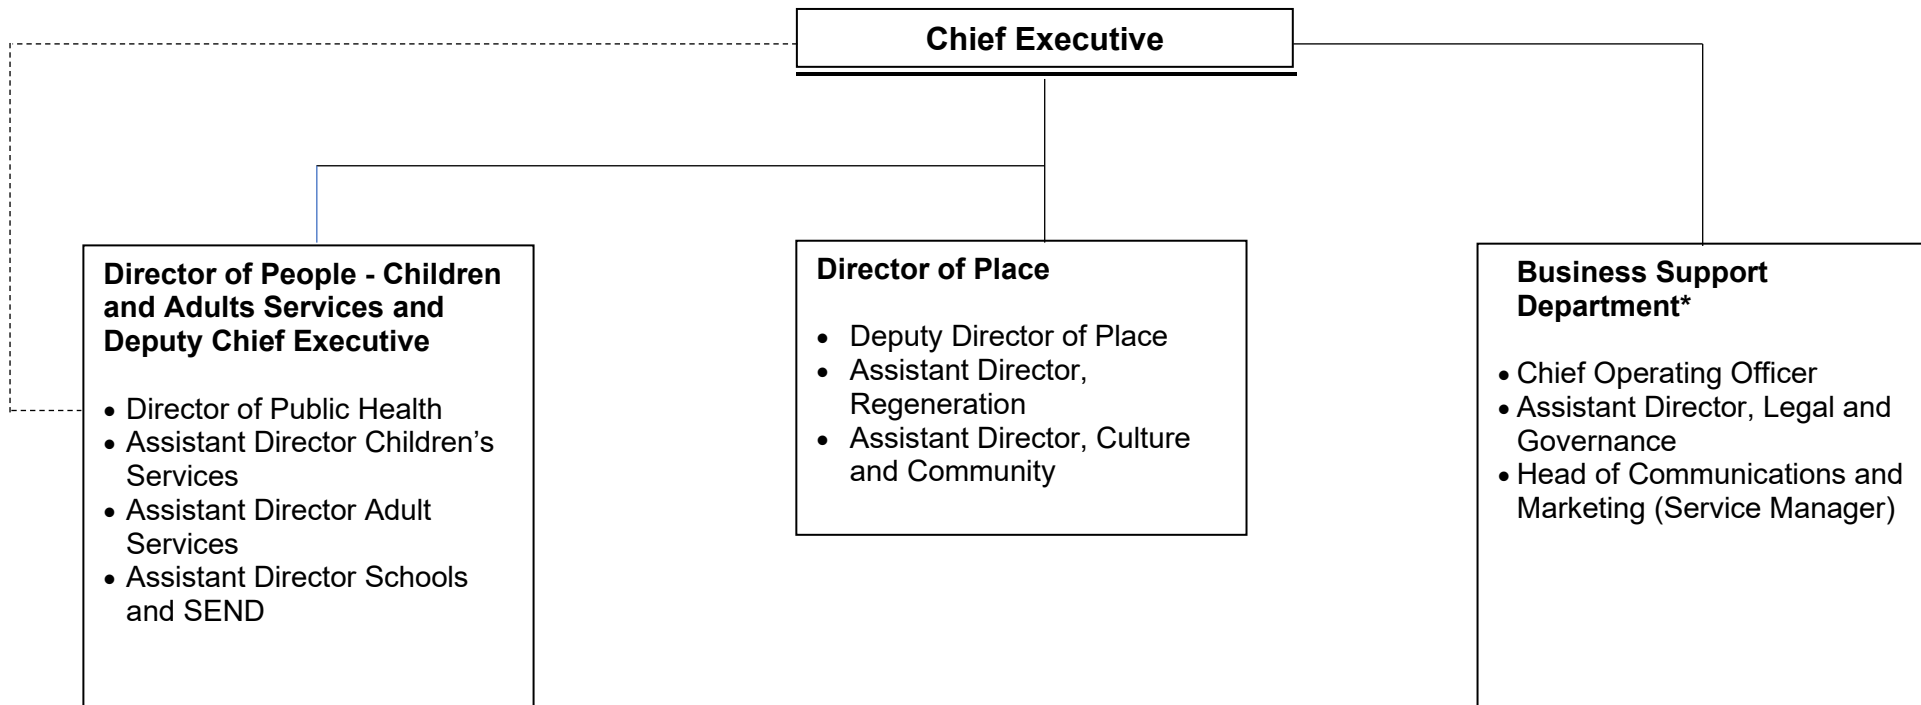 Chief Executive
Director of People - Children
and Adults Services and
Deputy Chief Executive
• Director of Public Health
• Assistant Director Children’s
Services
• Assistant Director Adult
Services
• Assistant Director Schools
and SEND
Director of Place
• Deputy Director of Place
• Assistant Director,
Regeneration
• Assistant Director, Culture
and Community
Business Support
Department*
• Chief Operating Officer
• Assistant Director, Legal and
Governance
• Head of Communications and
Marketing (Service Manager)